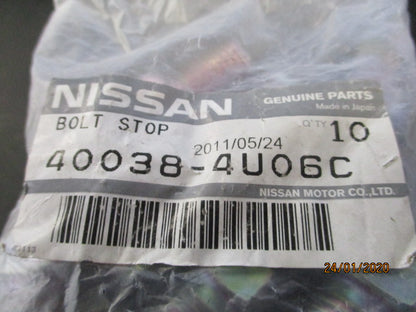 NISSAN
GENUINE PARTS
Made in Japan
BOLT STOP
2011/05/24
Q'TY 10
40038-4U06C
NISSAN MOTOR CO.,LTD.
24/01/2020